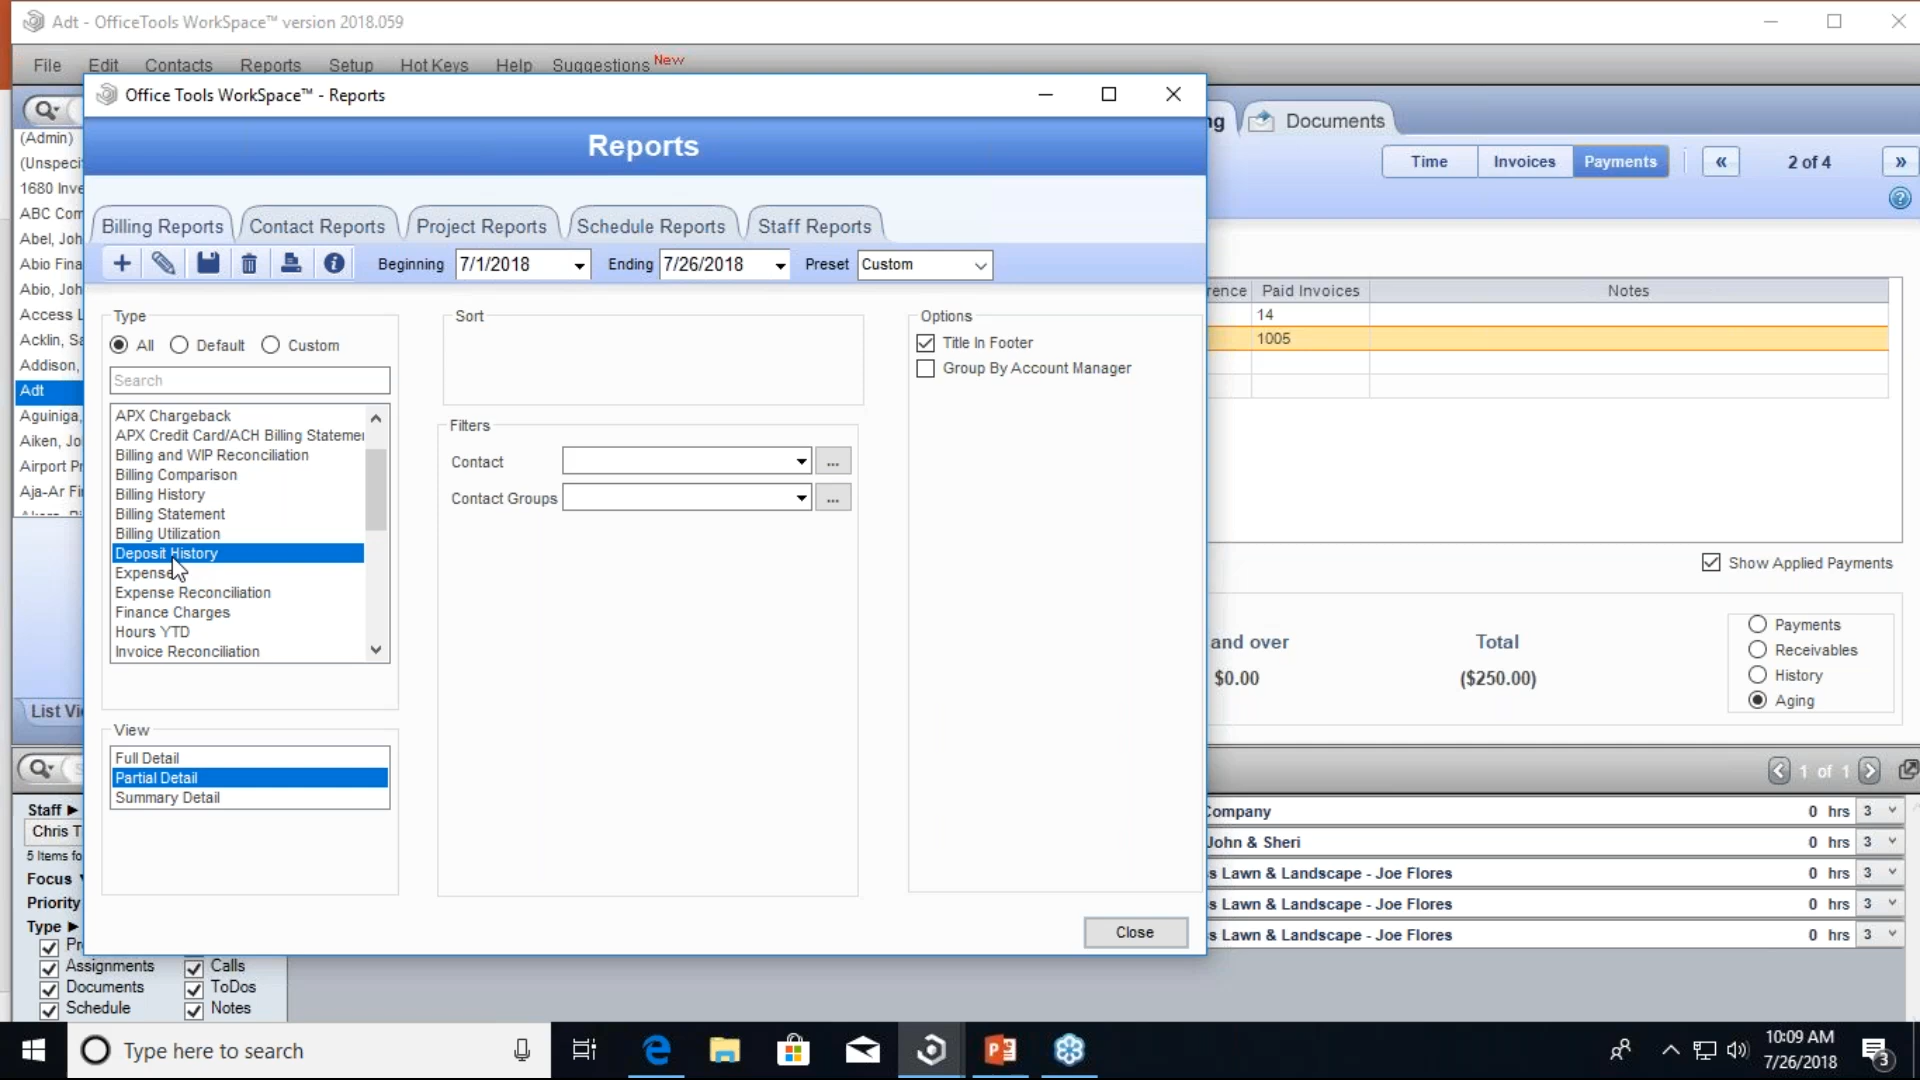 Adt - OfficeTools WorkSpace™ version 2018.059
File Edit Contacts Reports Setup Hot Keys Help Suggestions New
Office Tools WorkSpace™ - Reports
Reports
Billing Reports Contact Reports Project Reports Schedule Reports Staff Reports
Beginning 7/1/2018 Ending 7/26/2018 Preset Custom
Type
All Default Custom
Search
APX Chargeback
APX Credit Card/ACH Billing Statemer
Billing and WIP Reconciliation
Billing Comparison
Billing History
Billing Statement
Billing Utilization
Deposit History
Expense
Expense Reconciliation
Finance Charges
Hours YTD
Invoice Reconciliation
View
Full Detail
Partial Detail
Summary Detail
Sort
Filters
Contact ...
Contact Groups ...
Options
Title In Footer
Group By Account Manager
Close
(Admin)
(Unspeci
1680 Inve
ABC Com
Abel, Joh
Abio Fina
Abio, Joh
Access L
Acklin, Sa
Addison,
Adt
Aguiniga,
Aiken, Jo
Airport Pr
Aja-Ar Fi
List Vi
ng Documents
Time Invoices Payments « 2 of 4 »
rence Paid Invoices Notes
14
1005
Show Applied Payments
and over Total
$0.00 ($250.00)
Payments
Receivables
History
Aging
1 of 1
Staff
Chris T
5 Items fo
Focus
Priority
Type
Pr
Assignments Calls
Documents ToDos
Schedule Notes
Company 0 hrs 3
John & Sheri 0 hrs 3
s Lawn & Landscape - Joe Flores 0 hrs 3
s Lawn & Landscape - Joe Flores 0 hrs 3
s Lawn & Landscape - Joe Flores 0 hrs 3
Type here to search
10:09 AM
7/26/2018
3